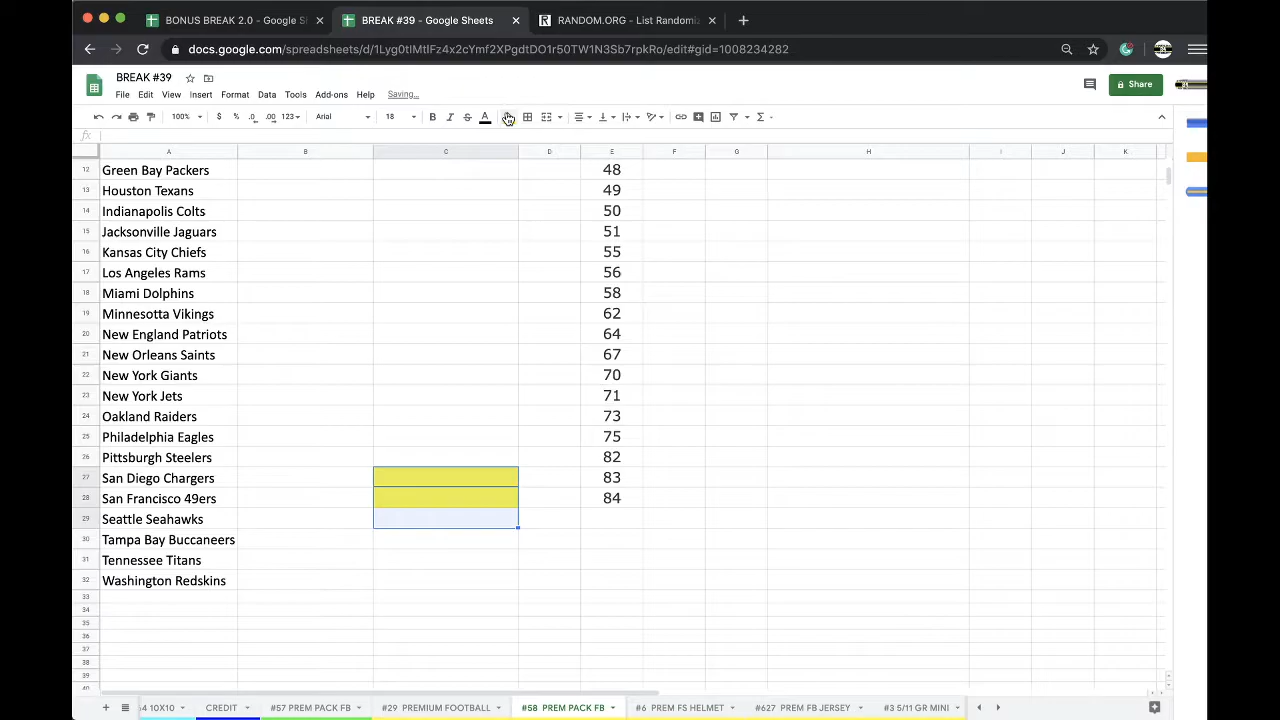 BONUS BREAK 2.0 - Google S
BREAK #39 - Google Sheets
RANDOM.ORG - List Randomiz
docs.google.com/spreadsheets/d/1Lyg0tIMtIFz4x2cYmf2XPgdtDO1r50TW1N3Sb7rpkRo/edit#gid=1008234282
BREAK #39
File Edit View Insert Format Data Tools Add-ons Help Saving...
Share
100% $ % .0 .00 123 Arial 18 B I S A
fx
A B C D E F G H I J K
12 Green Bay Packers 48
13 Houston Texans 49
14 Indianapolis Colts 50
15 Jacksonville Jaguars 51
16 Kansas City Chiefs 55
17 Los Angeles Rams 56
18 Miami Dolphins 58
19 Minnesotta Vikings 62
20 New England Patriots 64
21 New Orleans Saints 67
22 New York Giants 70
23 New York Jets 71
24 Oakland Raiders 73
25 Philadelphia Eagles 75
26 Pittsburgh Steelers 82
27 San Diego Chargers 83
28 San Francisco 49ers 84
29 Seattle Seahawks
30 Tampa Bay Buccaneers
31 Tennessee Titans
32 Washington Redskins
33
34
35
36
37
38
39
40
4 10X10 CREDIT #57 PREM PACK FB #29 PREMIUM FOOTBALL #58 PREM PACK FB #6 PREM FS HELMET #627 PREM FB JERSEY #3 5/11 GR MINI